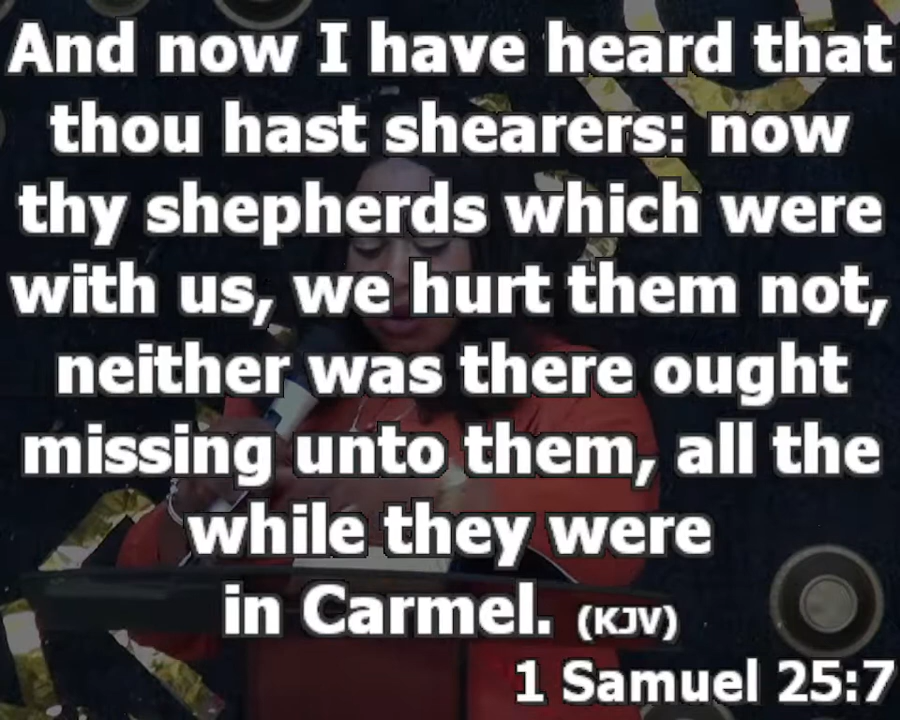 And now I have heard that
thou hast shearers: now
thy shepherds which were
with us, we hurt them not,
neither was there ought
missing unto them, all the
while they were
in Carmel. (KJV)
1 Samuel 25:7